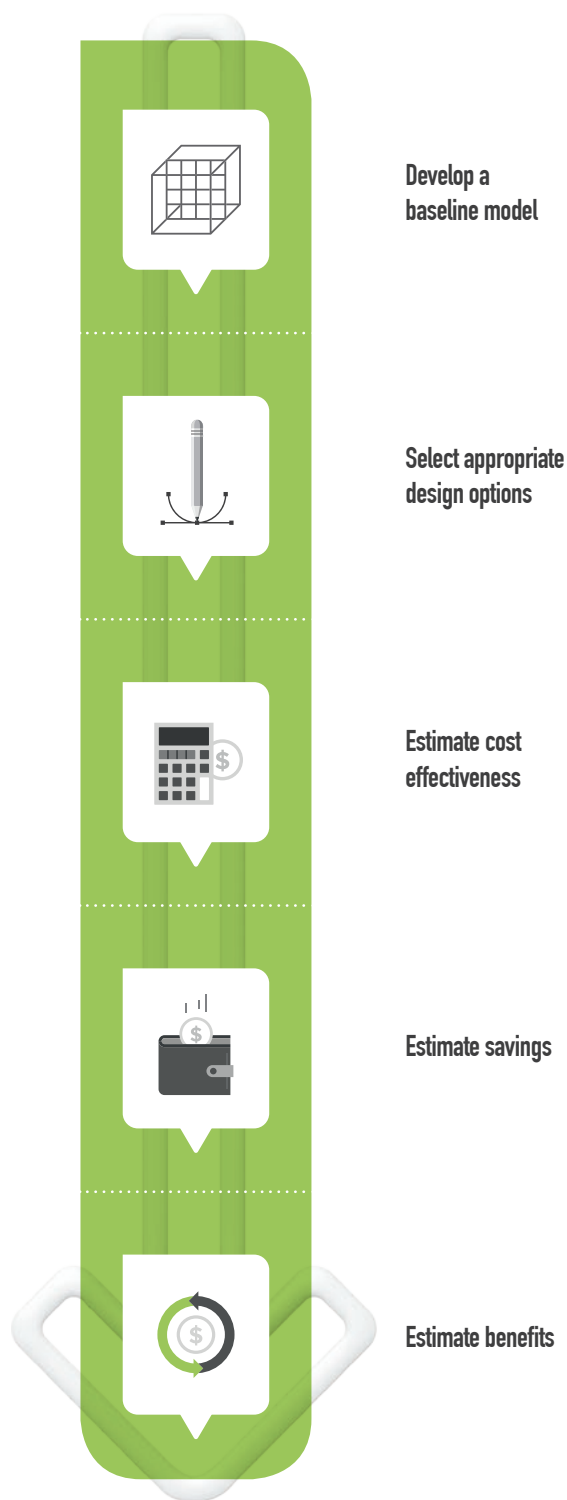 Develop a
baseline model
Select appropriate
design options
$
Estimate cost
effectiveness
$
Estimate savings
$
Estimate benefits